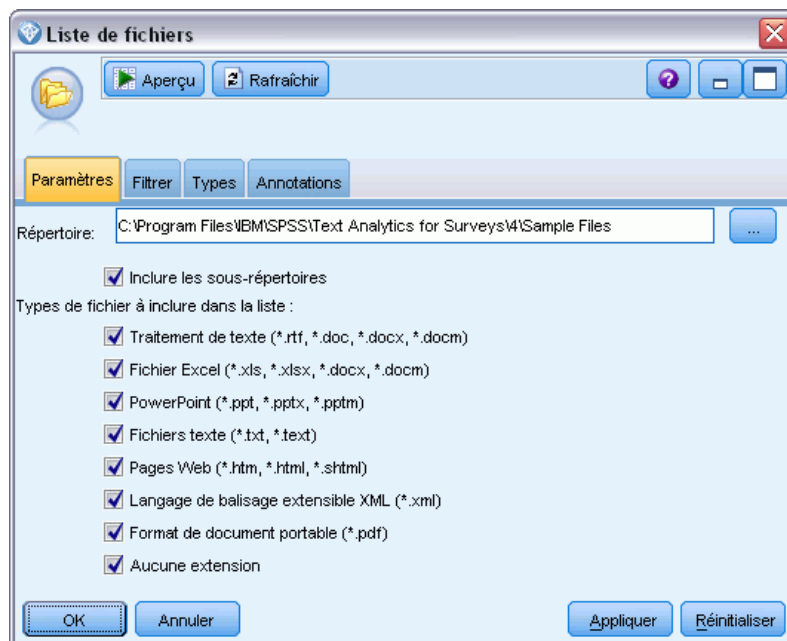 Liste de fichiers
Aperçu Rafraîchir
Paramètres Filtrer Types Annotations
Répertoire: C:\Program Files\IBM\SPSS\Text Analytics for Surveys\4\Sample Files ...
Inclure les sous-répertoires
Types de fichier à inclure dans la liste :
Traitement de texte (*.rtf, *.doc, *.docx, *.docm)
Fichier Excel (*.xls, *.xlsx, *.docx, *.docm)
PowerPoint (*.ppt, *.pptx, *.pptm)
Fichiers texte (*.txt, *.text)
Pages Web (*.htm, *.html, *.shtml)
Langage de balisage extensible XML (*.xml)
Format de document portable (*.pdf)
Aucune extension
OK Annuler Appliquer Réinitialiser